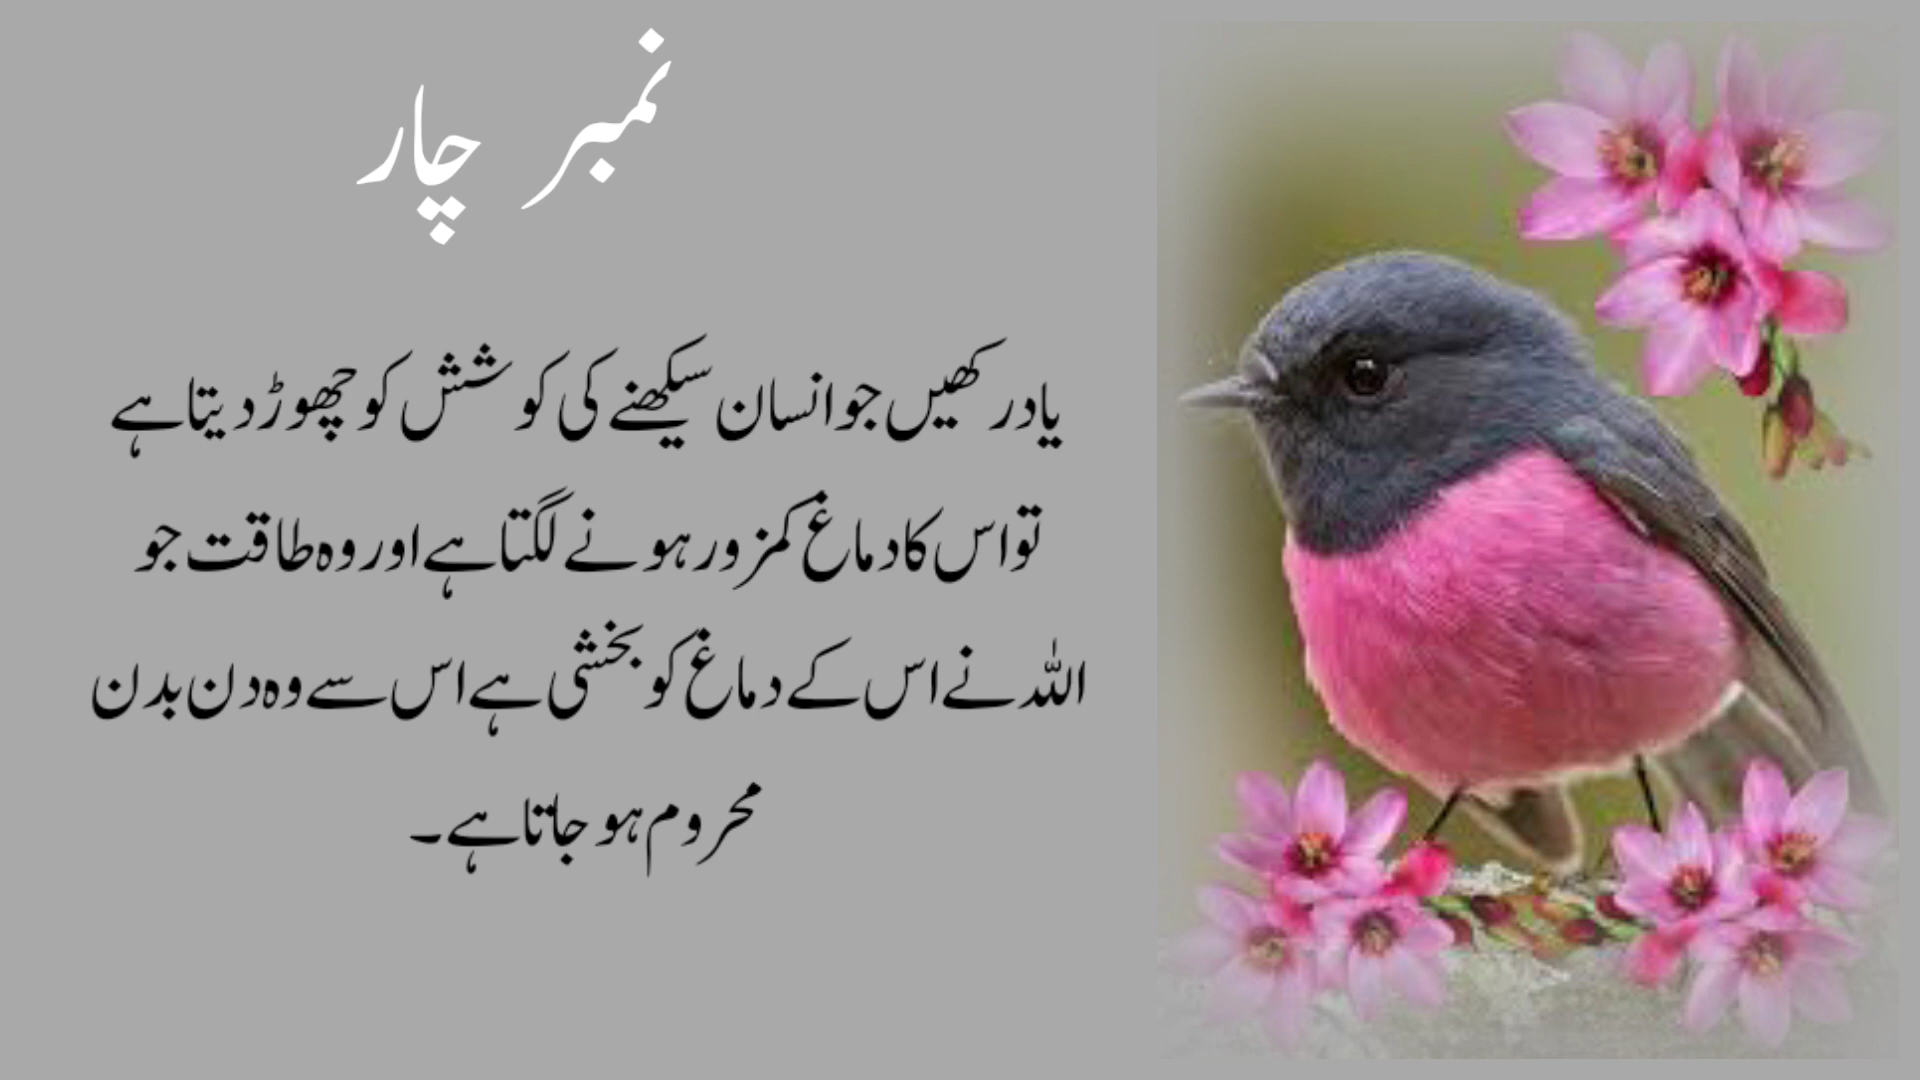 نمبر چار
یاد رکھیں جو انسان سیکھنے کی کوشش کو چھوڑ دیتا ہے
تو اس کا دماغ کمزور ہونے لگتا ہے اور وہ طاقت جو
اللہ نے اس کے دماغ کو بخشی ہے اس سے وہ دن بدن
محروم ہو جاتا ہے۔